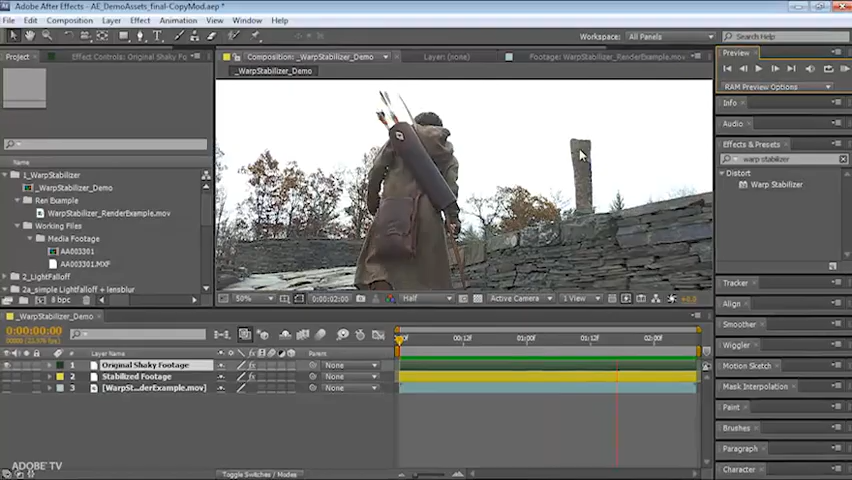 Adobe After Effects - AE_DemoAssets_final-CopyMod.aep *
File Edit Composition Layer Effect Animation View Window Help
Workspace: All Panels Search Help
Project Effect Controls: Original Shaky Fo
Composition: _WarpStabilizer_Demo Layer: (none) Footage: WarpStabilizer_RenderExample.mov
_WarpStabilizer_Demo
Preview
RAM Preview Options
Info
Audio
Effects & Presets
warp stabilizer
Distort
Warp Stabilizer
Name
1_WarpStabilizer
_WarpStabilizer_Demo
Ren Example
WarpStabilizer_RenderExample.mov
Working Files
Media Footage
AA003301
AA003301.MXF
2_LightFalloff
2a_simple Lightfalloff + lensblur
8 bpc
50% 0:00:02:00 Half Active Camera 1 View +0.0
Tracker
Align
Smoother
Wiggler
Motion Sketch
Mask Interpolation
Paint
Brushes
Paragraph
Character
_WarpStabilizer_Demo
0:00:00:00
# Layer Name Parent
00:12f 01:00f 01:12f 02:00f
1 Original Shaky Footage None
2 Stabilized Footage None
3 [WarpSt...derExample.mov] None
Toggle Switches / Modes
ADOBE TV